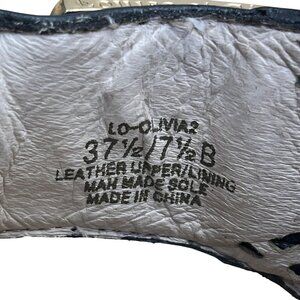 LO-OLIVIA2
37½/7½B
LEATHER UPPER/LINING
MAN MADE SOLE
MADE IN CHINA